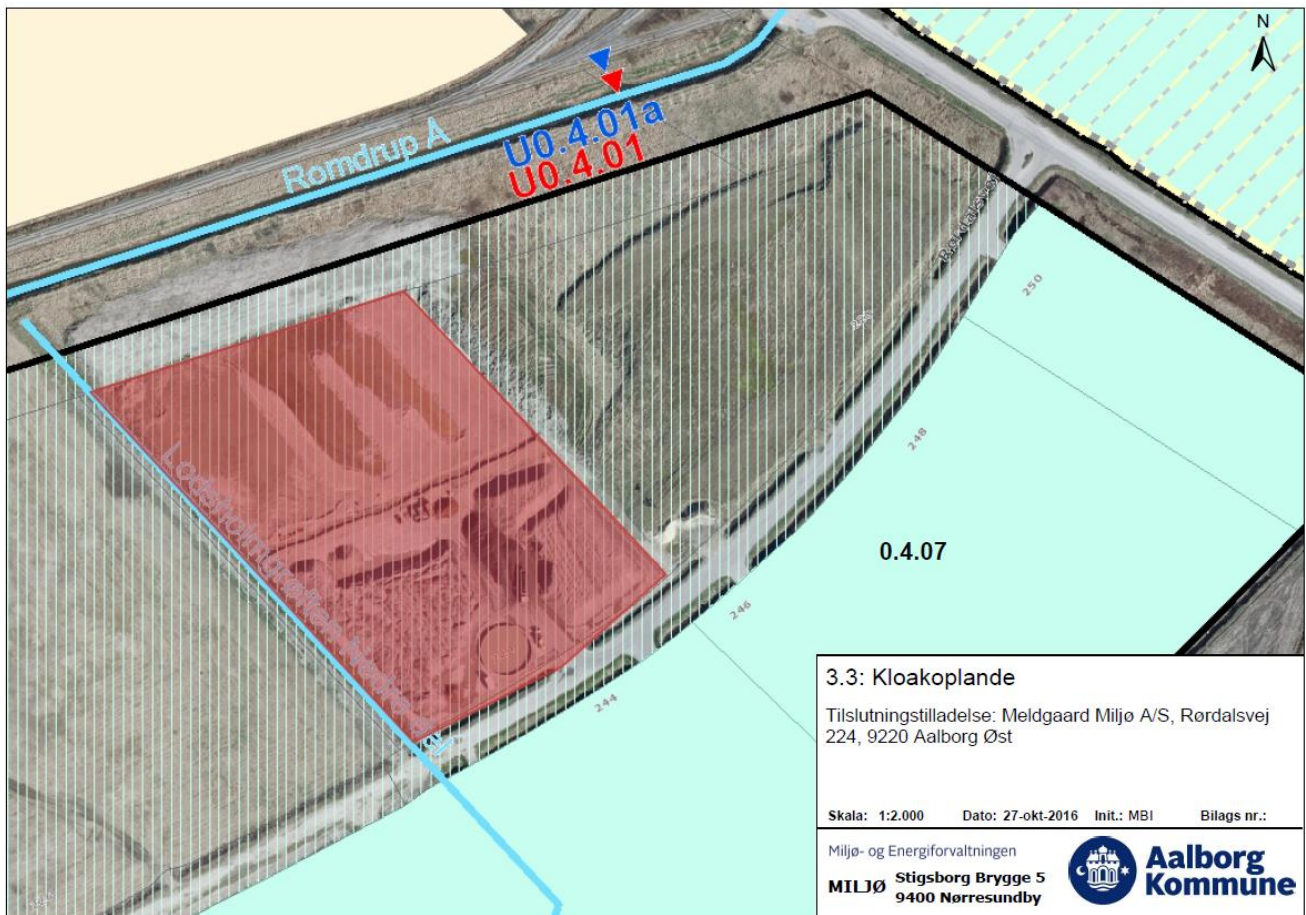 N
Romdrup Å
U0.4.01a
U0.4.01
250
248
0.4.07
246
244
3.3: Kloakoplande
Tilslutningstilladelse: Meldgaard Miljø A/S, Rørdalsvej
224, 9220 Aalborg Øst
Skala: 1:2.000 Dato: 27-okt-2016 Init.: MBI Bilags nr.:
Miljø- og Energiforvaltningen
MILJØ Stigsborg Brygge 5
9400 Nørresundby
Aalborg
Kommune